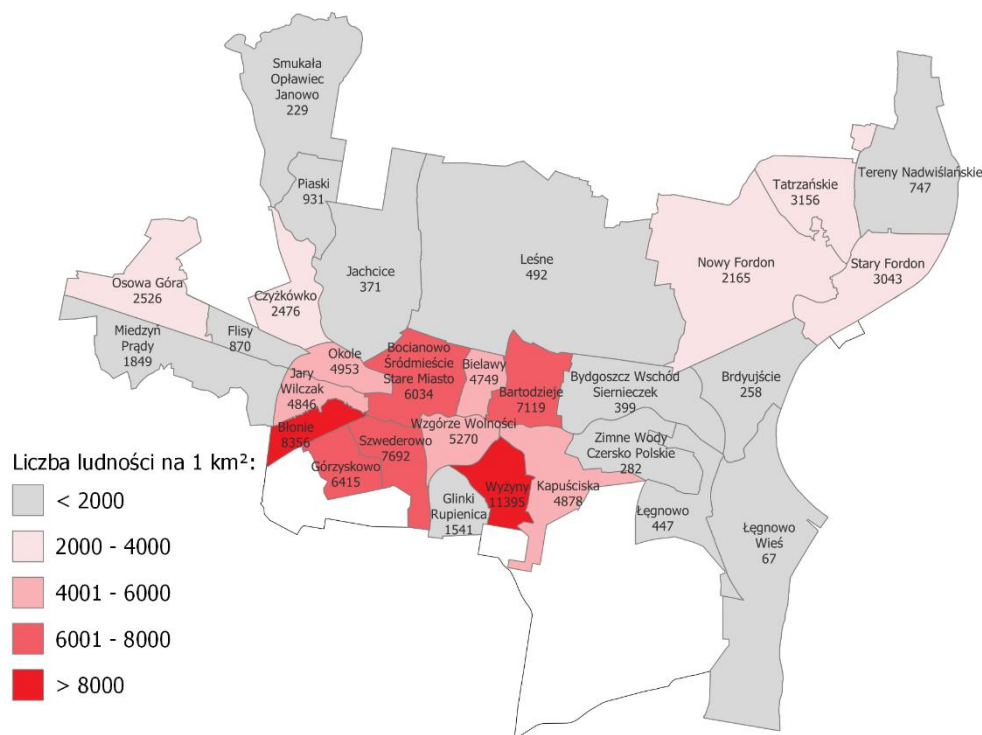 Smukała
Opławiec
Janowo
229
Piaski
931
Tereny Nadwiślańskie
747
Tatrzańskie
3156
Nowy Fordon
2165
Stary Fordon
3043
Leśne
492
Jachcice
371
Osowa Góra
2526
Czyżkówko
2476
Miedzyń
Prądy
1849
Flisy
870
Okole
4953
Bocianowo
Śródmieście
Stare Miasto
6034
Bielawy
4749
Bartodzieje
7119
Bydgoszcz Wschód
Siernieczek
399
Brdyujście
258
Jary
Wilczak
4846
Błonie
8356
Szwederowo
7692
Wzgórze Wolności
5270
Zimne Wody
Czersko Polskie
282
Górzyskowo
6415
Glinki
Rupienica
1541
Wyżyny
11395
Kapuściska
4878
Łęgnowo
447
Łęgnowo
Wieś
67
Liczba ludności na 1 km²:
< 2000
2000 - 4000
4001 - 6000
6001 - 8000
> 8000